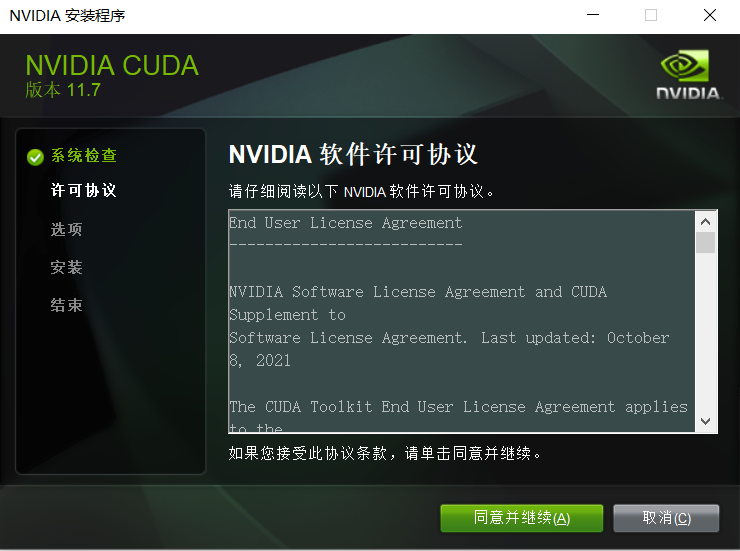 NVIDIA 安装程序
NVIDIA CUDA
版本 11.7
NVIDIA.
系统检查
许可协议
选项
安装
结束
NVIDIA 软件许可协议
请仔细阅读以下 NVIDIA 软件许可协议。
End User License Agreement
--------------------------
NVIDIA Software License Agreement and CUDA
Supplement to
Software License Agreement. Last updated: October
8, 2021
The CUDA Toolkit End User License Agreement applies
to the
如果您接受此协议条款，请单击同意并继续。
同意并继续(A)
取消(C)